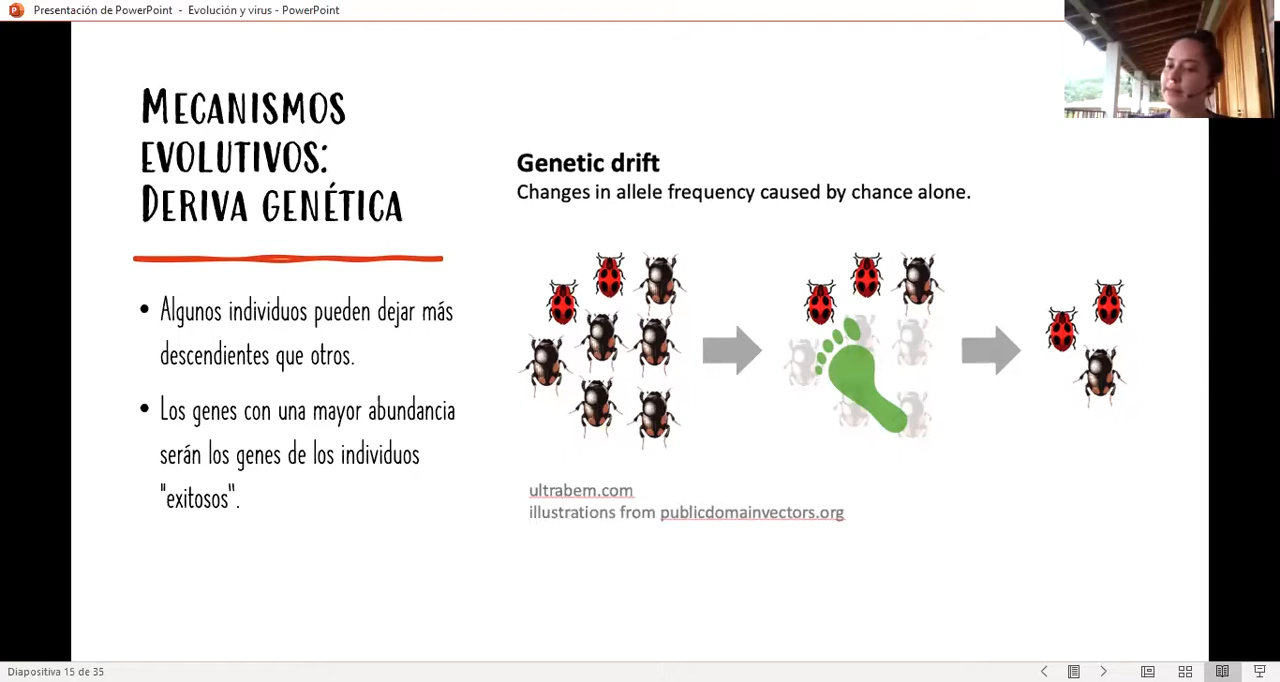 Presentación de PowerPoint - Evolución y virus - PowerPoint
MECANISMOS
EVOLUTIVOS:
DERIVA GENÉTICA
• Algunos individuos pueden dejar más
descendientes que otros.
• Los genes con una mayor abundancia
serán los genes de los individuos
"exitosos".
Genetic drift
Changes in allele frequency caused by chance alone.
ultrabem.com
illustrations from publicdomainvectors.org
Diapositiva 15 de 35